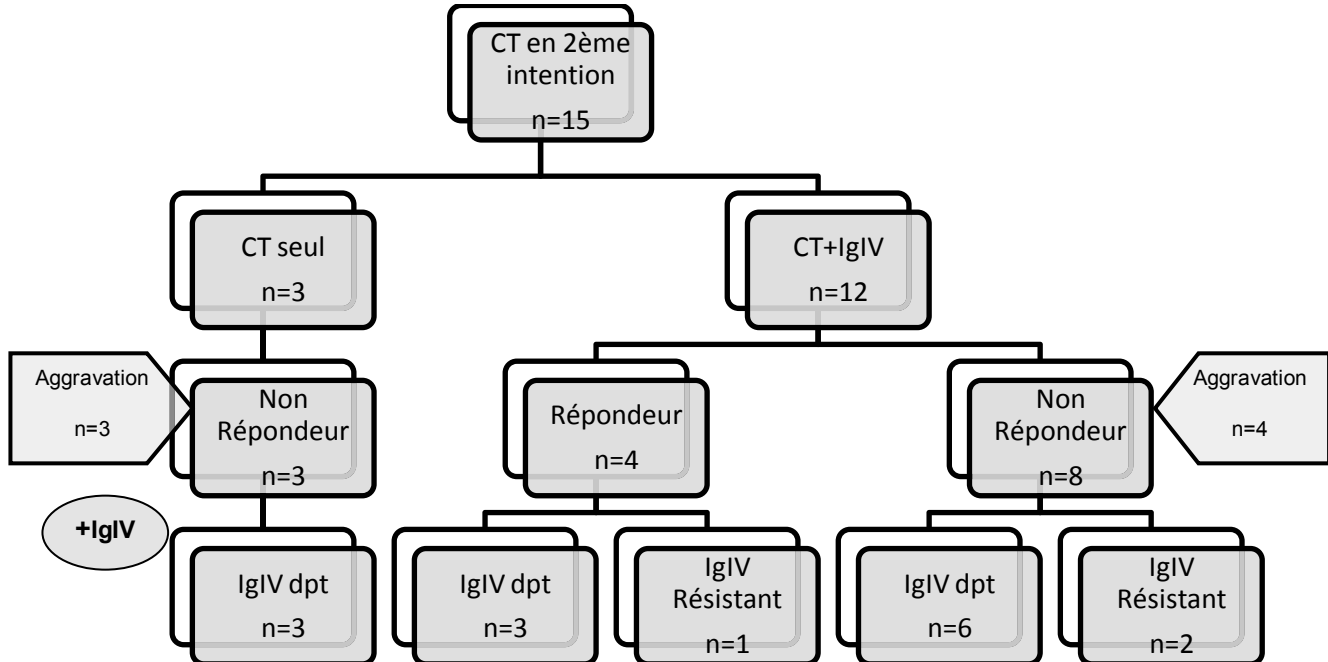 CT en 2ème
intention
n=15
CT seul
n=3
CT+IgIV
n=12
Aggravation
n=3
Non
Répondeur
n=3
Répondeur
n=4
Non
Répondeur
n=8
Aggravation
n=4
+IgIV
IgIV dpt
n=3
IgIV dpt
n=3
IgIV
Résistant
n=1
IgIV dpt
n=6
IgIV
Résistant
n=2